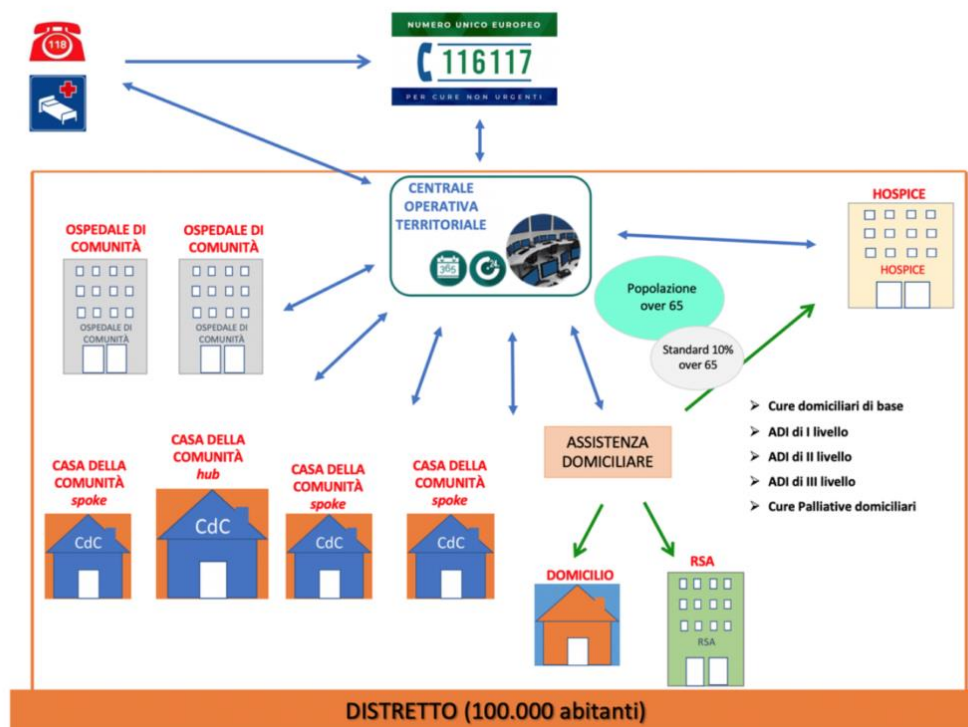 118
NUMERO UNICO EUROPEO
116117
PER CURE NON URGENTI.
CENTRALE
OPERATIVA
TERRITORIALE
365
24
OSPEDALE DI
COMUNITÀ
OSPEDALE DI
COMUNITÀ
HOSPICE
HOSPICE
OSPEDALE DI
COMUNITÀ
OSPEDALE DI
COMUNITÀ
Popolazione
over 65
Standard 10%
over 65
Cure domiciliari di base
ADI di I livello
ADI di II livello
ADI di III livello
Cure Palliative domiciliari
ASSISTENZA
DOMICILIARE
CASA DELLA
COMUNITÀ
spoke
CdC
CASA DELLA
COMUNITÀ
hub
CdC
CASA DELLA
COMUNITÀ
spoke
CdC
CASA DELLA
COMUNITÀ
spoke
CdC
DOMICILIO
RSA
RSA
DISTRETTO (100.000 abitanti)